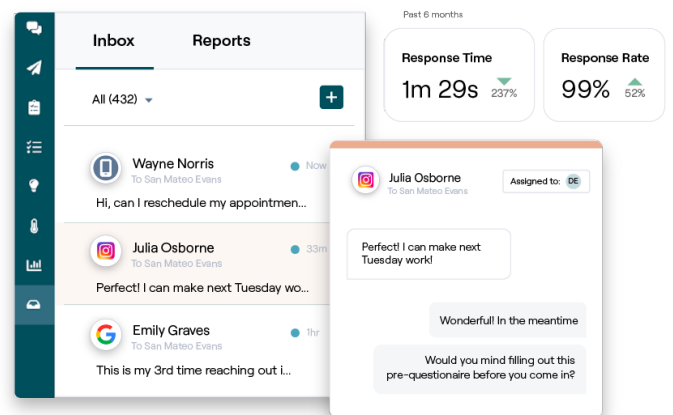 Past 6 months
Inbox
Reports
Response Time
1m 29s
237%
Response Rate
99%
52%
All (432)
Wayne Norris
Now
To San Mateo Evans
Hi, can I reschedule my appointmen...
Julia Osborne
33m
To San Mateo Evans
Perfect! I can make next Tuesday wo...
Emily Graves
1hr
To San Mateo Evans
This is my 3rd time reaching out i...
Julia Osborne
To San Mateo Evans
Assigned to: DE
Perfect! I can make next
Tuesday work!
Wonderful! In the meantime
Would you mind filling out this
pre-questionaire before you come in?